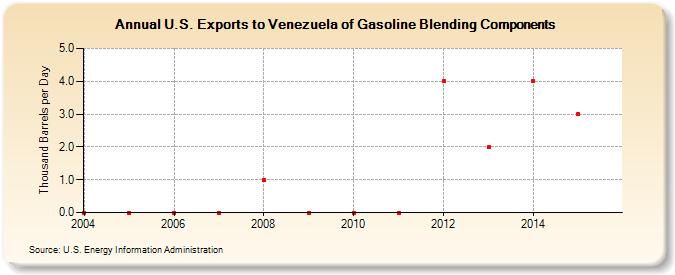 Annual U.S. Exports to Venezuela of Gasoline Blending Components
Thousand Barrels per Day
5.0
4.0
3.0
2.0
1.0
0.0
2004 2006 2008 2010 2012 2014
Source: U.S. Energy Information Administration